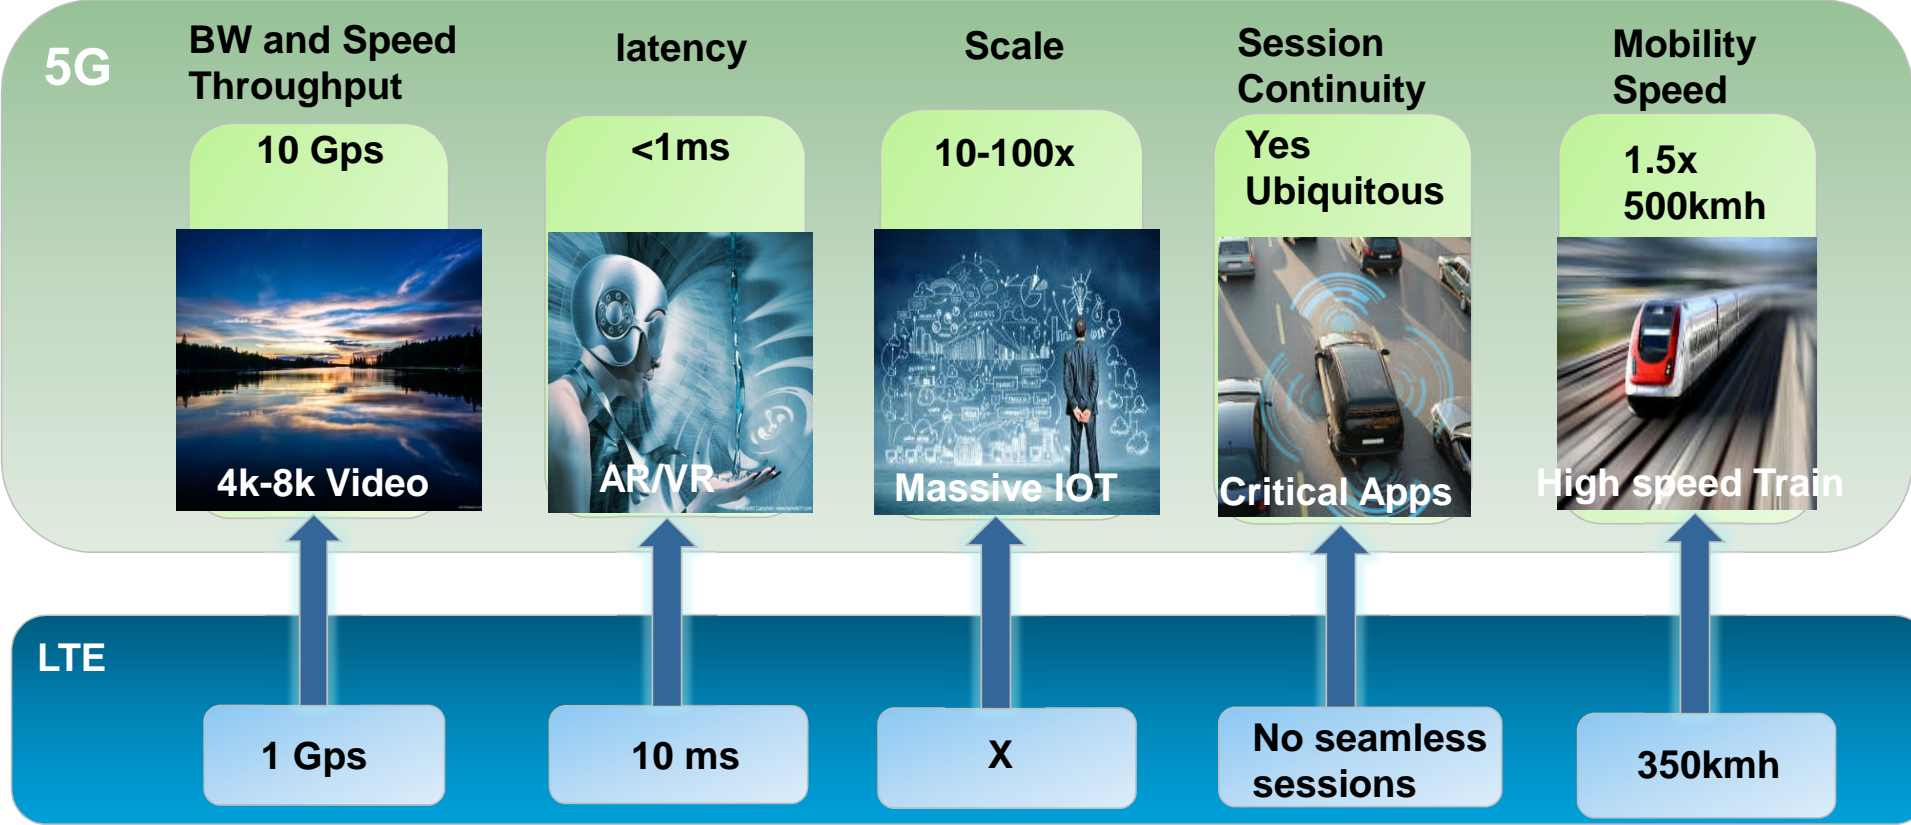 5G
BW and Speed
Throughput
latency
Scale
Session
Continuity
Mobility
Speed
10 Gps
<1ms
10-100x
Yes
Ubiquitous
1.5x
500kmh
4k-8k Video
AR/VR
Massive IOT
Critical Apps
High speed Train
LTE
1 Gps
10 ms
X
No seamless
sessions
350kmh